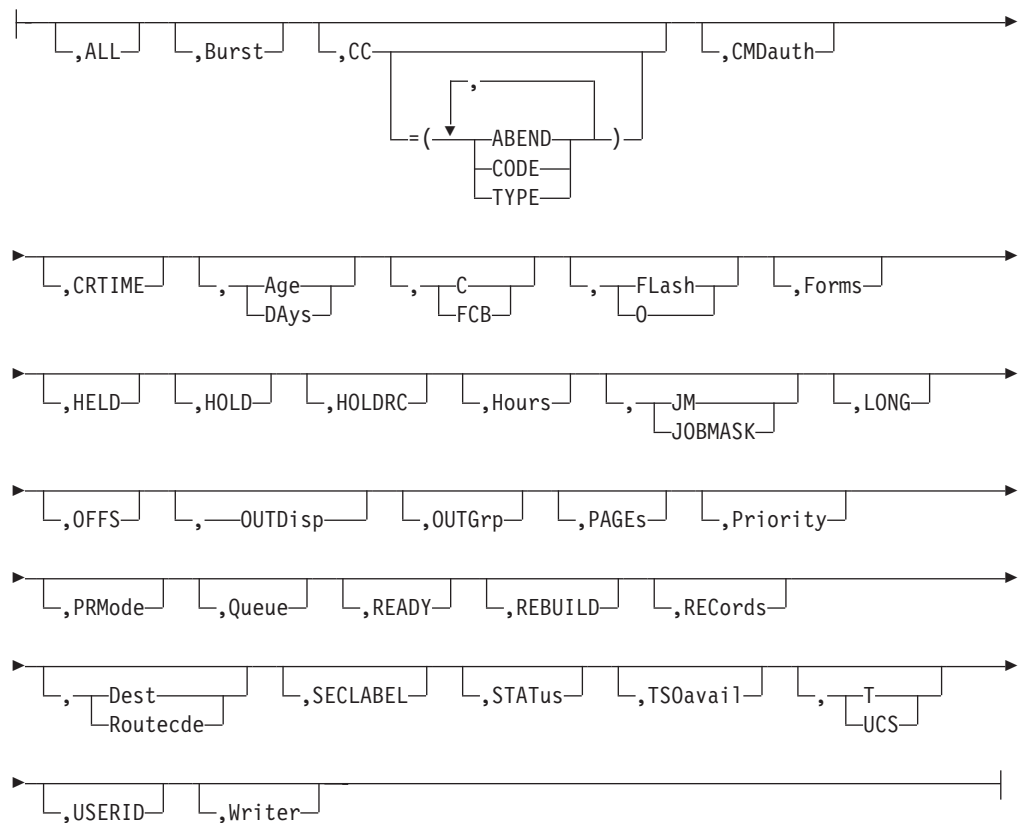 ,ALL ,Burst ,CC ,CMDauth
,
=( ABEND )
CODE
TYPE
,CRTIME , Age , C , FLash ,Forms
DAys FCB O
,HELD ,HOLD ,HOLDRC ,Hours , JM ,LONG
JOBMASK
,OFFS , OUTDisp ,OUTGrp ,PAGEs ,Priority
,PRMode ,Queue ,READY ,REBUILD ,RECords
, Dest ,SECLABEL ,STATus ,TSOavail , T
Routecde UCS
,USERID ,Writer